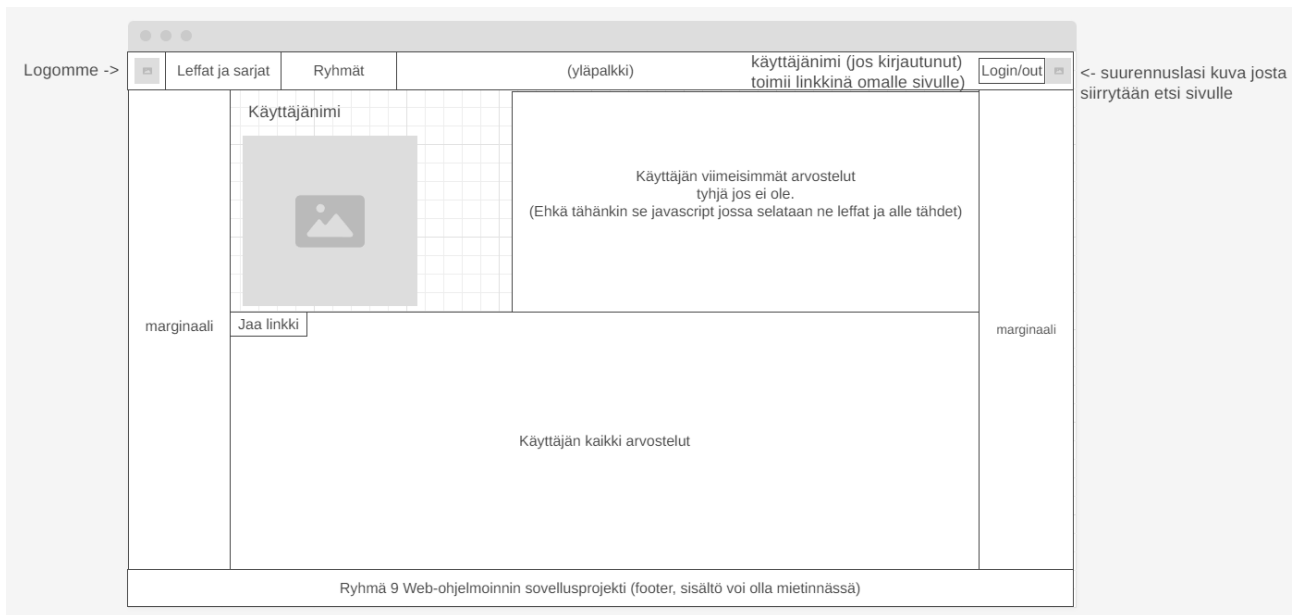 Logomme ->
Leffat ja sarjat
Ryhmät
(yläpalkki)
käyttäjänimi (jos kirjautunut)
toimii linkkinä omalle sivulle)
Login/out
<- suurennuslasi kuva josta
siirrytään etsi sivulle
Käyttäjänimi
Käyttäjän viimeisimmät arvostelut
tyhjä jos ei ole.
(Ehkä tähänkin se javascript jossa selataan ne leffat ja alle tähdet)
marginaali
Jaa linkki
marginaali
Käyttäjän kaikki arvostelut
Ryhmä 9 Web-ohjelmoinnin sovellusprojekti (footer, sisältö voi olla mietinnässä)